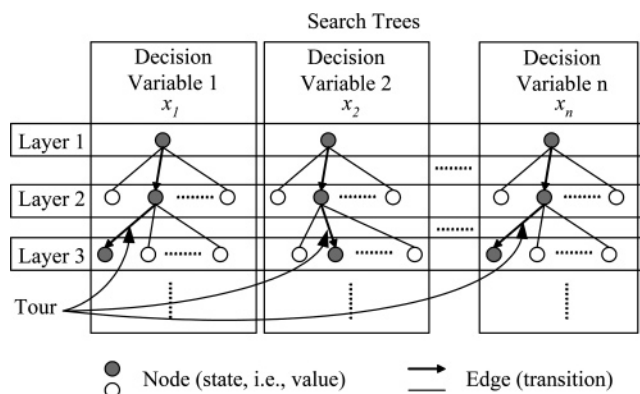 Search Trees
Decision
Variable 1
x1
Decision
Variable 2
x2
Decision
Variable n
xn
Layer 1
Layer 2
Layer 3
Tour
Node (state, i.e., value)
Edge (transition)